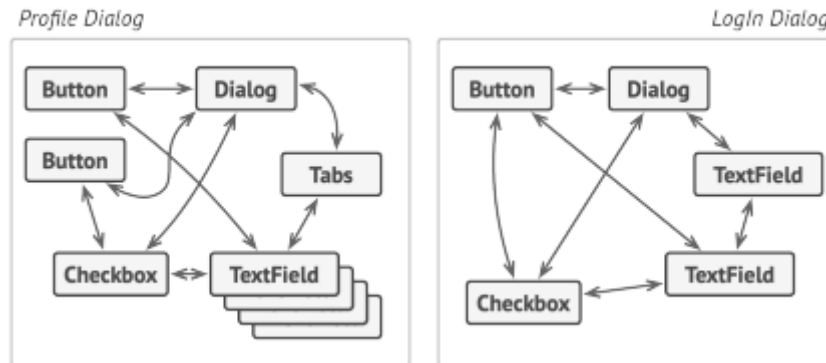 Profile Dialog
LogIn Dialog
Button
Dialog
Button
Tabs
Checkbox
TextField
Button
Dialog
TextField
TextField
Checkbox